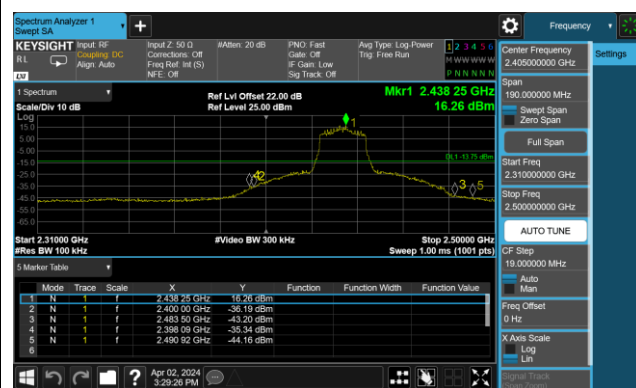 Spectrum Analyzer 1
Swept SA
Frequency
KEYSIGHT
RL
Input: RF
Coupling: DC
Align: Auto
Input Z: 50 Ω
Corrections: Off
Freq Ref: Int (S)
NFE: Off
#Atten: 20 dB
PNO: Fast
Gate: Off
IF Gain: Low
Sig Track: Off
Avg Type: Log-Power
Trig: Free Run
1 2 3 4 5 6
M W W W W W
P N N N N N
1 Spectrum
Scale/Div 10 dB
Ref Lvl Offset 22.00 dB
Ref Level 25.00 dBm
Mkr1 2.438 25 GHz
16.26 dBm
Log
15.0
5.00
-5.00
-15.0
-25.0
-35.0
-45.0
-55.0
-65.0
1
DL1 -13.75 dBm
4 2
3
5
Start 2.31000 GHz
#Video BW 300 kHz
Stop 2.50000 GHz
#Res BW 100 kHz
Sweep 1.00 ms (1001 pts)
5 Marker Table
Mode Trace Scale X Y Function Function Width Function Value
1 N 1 f 2.438 25 GHz 16.26 dBm
2 N 1 f 2.400 00 GHz -36.19 dBm
3 N 1 f 2.483 50 GHz -43.20 dBm
4 N 1 f 2.398 09 GHz -35.34 dBm
5 N 1 f 2.490 92 GHz -44.16 dBm
6
Apr 02, 2024
3:29:26 PM
Center Frequency
2.405000000 GHz
Settings
Span
190.000000 MHz
Swept Span
Zero Span
Full Span
Start Freq
2.310000000 GHz
Stop Freq
2.500000000 GHz
AUTO TUNE
CF Step
19.000000 MHz
Auto
Man
Freq Offset
0 Hz
X Axis Scale
Log
Lin
Signal Track
(Span Zoom)